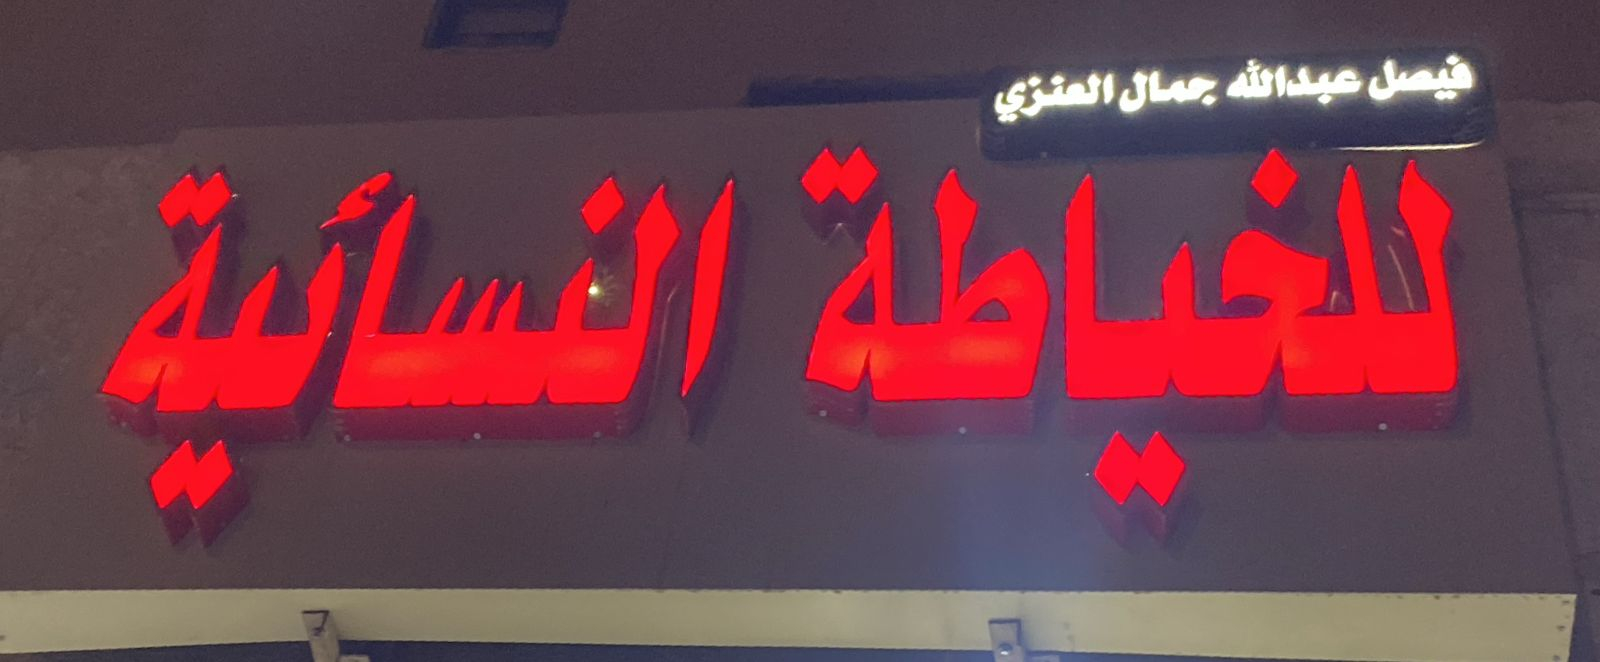 فيصل عبدالله جمال العنزي
للخياطة النسائية